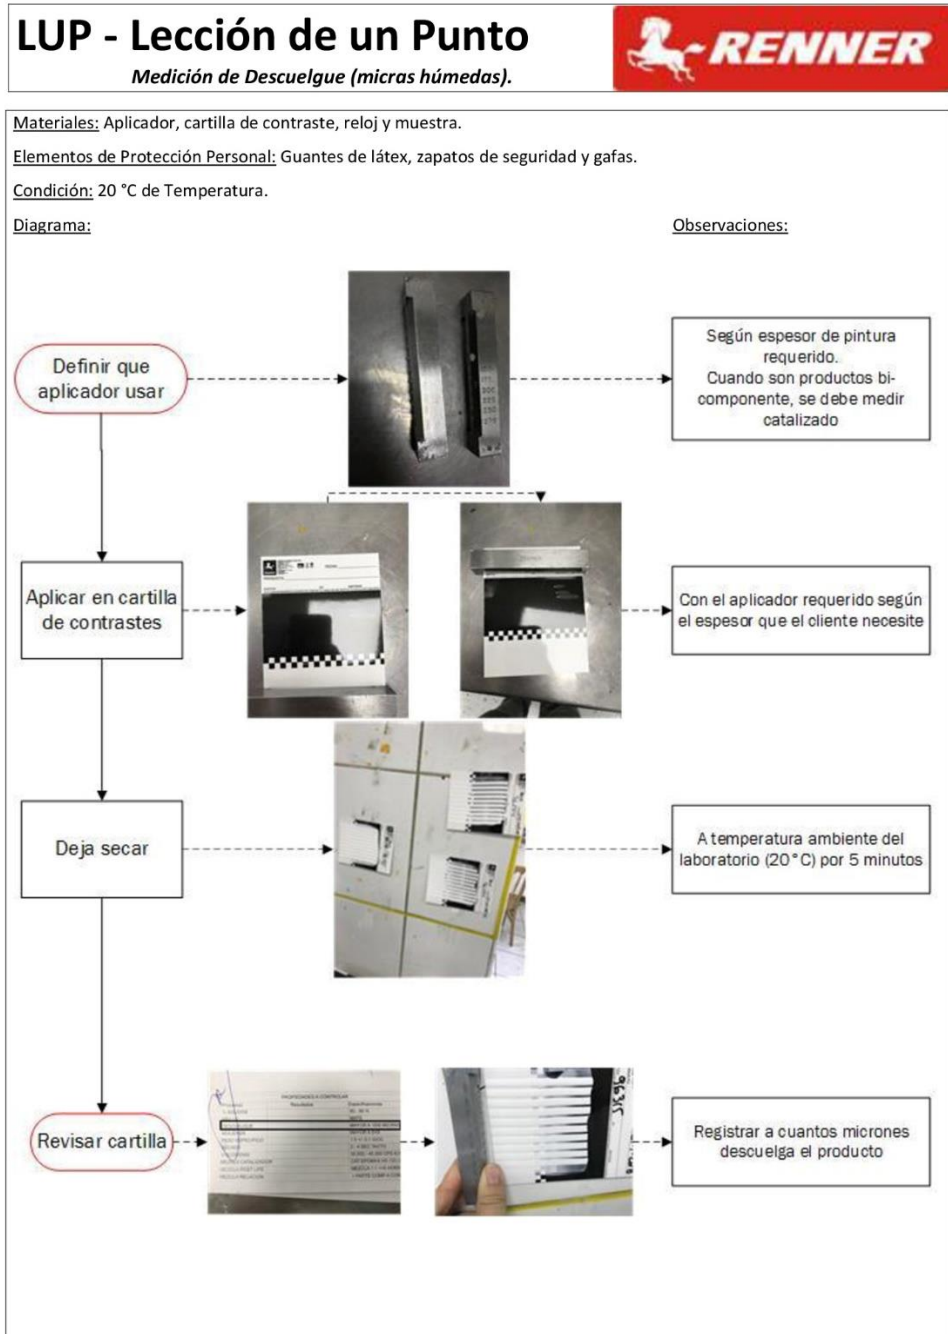 LUP - Lección de un Punto
Medición de Descuelgue (micras húmedas).
RENNER
Materiales: Aplicador, cartilla de contraste, reloj y muestra.
Elementos de Protección Personal: Guantes de látex, zapatos de seguridad y gafas.
Condición: 20 °C de Temperatura.
Diagrama:
Observaciones:
Definir que
aplicador usar
Según espesor de pintura
requerido.
Cuando son productos bi-
componente, se debe medir
catalizado
Aplicar en cartilla
de contrastes
Con el aplicador requerido según
el espesor que el cliente necesite
Deja secar
A temperatura ambiente del
laboratorio (20°C) por 5 minutos
Revisar cartilla
PROPIEDADES A CONTROLAR
Resultados
Especificaciones
Registrar a cuantos micrones
descuelga el producto